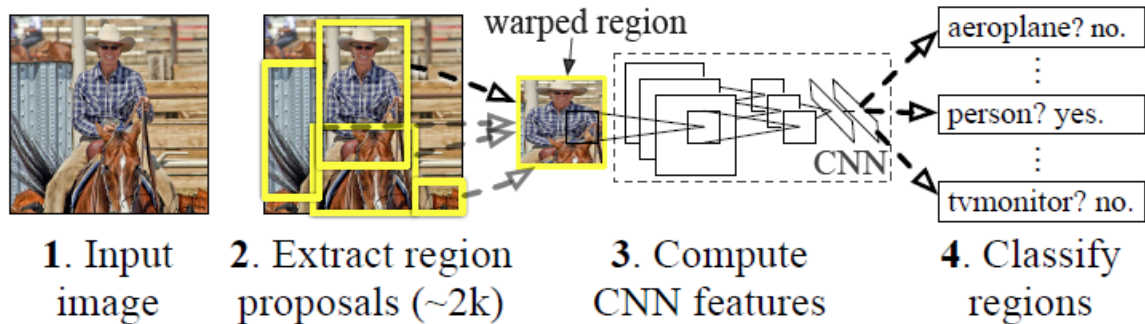 warped region
aeroplane? no.
⋮
person? yes.
⋮
tvmonitor? no.
CNN
1. Input
image
2. Extract region
proposals (~2k)
3. Compute
CNN features
4. Classify
regions